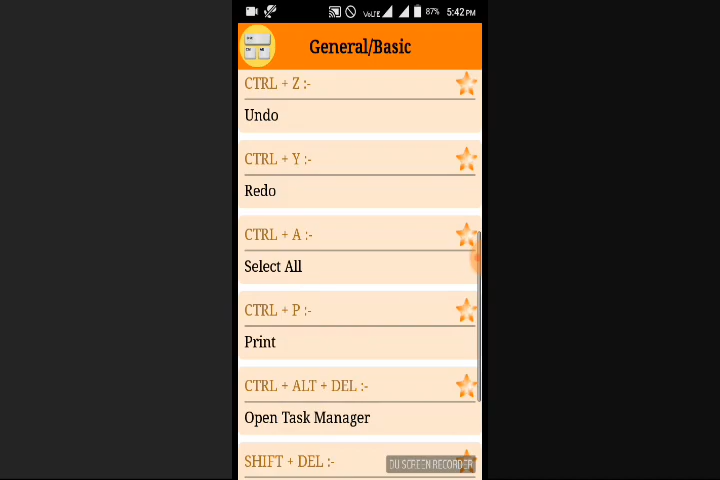 VoLTE 87% 5:42 PM
General/Basic
CTRL + Z :-
Undo
CTRL + Y :-
Redo
CTRL + A :-
Select All
CTRL + P :-
Print
CTRL + ALT + DEL :-
Open Task Manager
SHIFT + DEL :-
DU SCREEN RECORDER